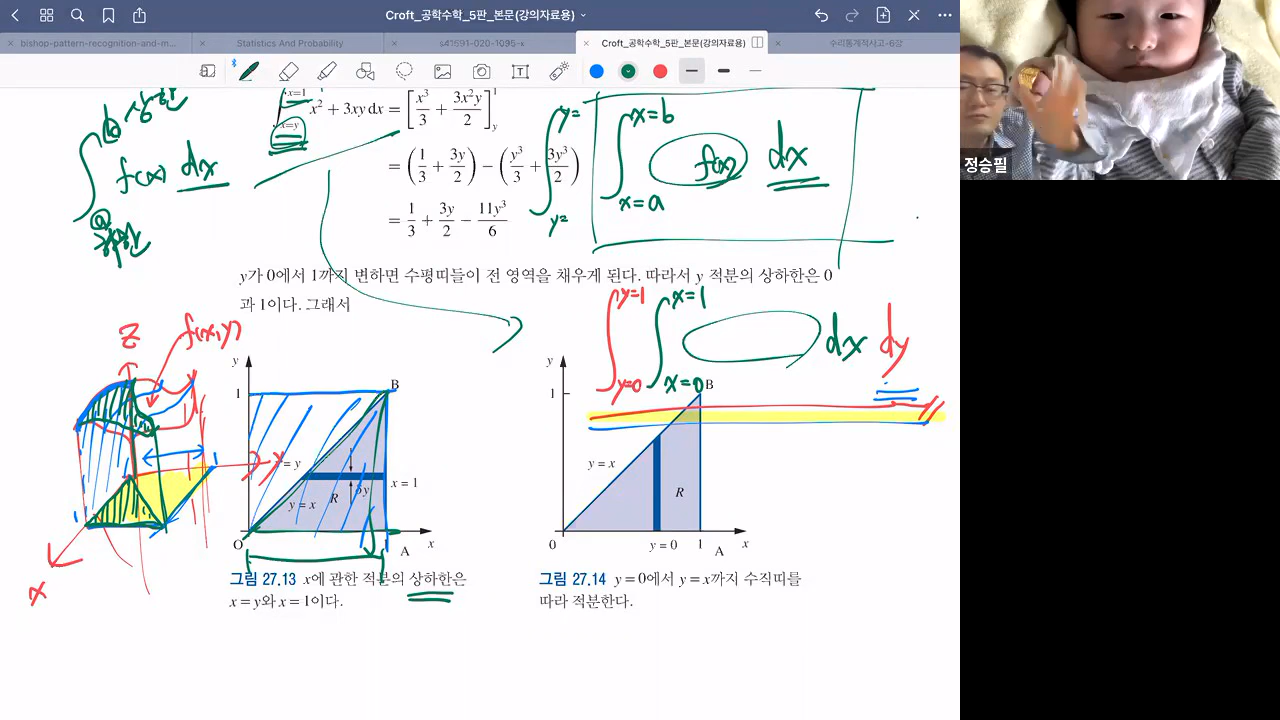 Croft_공학수학_5판_본문(강의자료용)
bishop-pattern-recognition-and-m...
Statistics And Probability
s41591-020-1095-x
Croft_공학수학_5판_본문(강의자료용)
수리통계적사고-6강
정승필
b 상한
∫ f(x) dx
a 하한
∫ x=1 x=y x² + 3xy dx = [x³/3 + 3x²y/2] 1 y
= (1/3 + 3y/2) − (y³/3 + 3y³/2)
= 1/3 + 3y/2 − 11y³/6
∫ y= y= ∫ x=b x=a f(x) dx
y가 0에서 1까지 변하면 수평띠들이 전 영역을 채우게 된다. 따라서 y 적분의 상하한은 0
과 1이다. 그래서
∫ y=1 y=0 ∫ x=1 x=0 dx dy
z
f(x,y)
y
1
1
x
y
1
B
x = y
y = x
R
δy
x = 1
O
1
A
x
y
1
B
y = x
R
0
y = 0
1
A
x
그림 27.13 x에 관한 적분의 상하한은
x = y와 x = 1이다.
그림 27.14 y = 0에서 y = x까지 수직띠를
따라 적분한다.